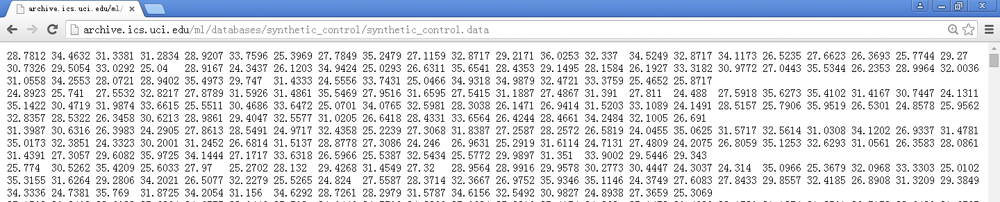 archive.ics.uci.edu/ml/
archive.ics.uci.edu/ml/databases/synthetic_control/synthetic_control.data
28.7812 34.4632 31.3381 31.2834 28.9207 33.7596 25.3969 27.7849 35.2479 27.1159 32.8717 29.2171 36.0253 32.337 34.5249 32.8717 34.1173 26.5235 27.6623 26.3693 25.7744 29.27
30.7326 29.5054 33.0292 25.04 28.9167 24.3437 26.1203 34.9424 25.0293 26.6311 35.6541 28.4353 29.1495 28.1584 26.1927 33.3182 30.9772 27.0443 35.5344 26.2353 28.9964 32.0036
31.0558 34.2553 28.0721 28.9402 35.4973 29.747 31.4333 24.5556 33.7431 25.0466 34.9318 34.9879 32.4721 33.3759 25.4652 25.8717
24.8923 25.741 27.5532 32.8217 27.8789 31.5926 31.4861 35.5469 27.9516 31.6595 27.5415 31.1887 27.4867 31.391 27.811 24.488 27.5918 35.6273 35.4102 31.4167 30.7447 24.1311
35.1422 30.4719 31.9874 33.6615 25.5511 30.4686 33.6472 25.0701 34.0765 32.5981 28.3038 26.1471 26.9414 31.5203 33.1089 24.1491 28.5157 25.7906 35.9519 26.5301 24.8578 25.9562
32.8357 28.5322 26.3458 30.6213 28.9861 29.4047 32.5577 31.0205 26.6418 28.4331 33.6564 26.4244 28.4661 34.2484 32.1005 26.691
31.3987 30.6316 26.3983 24.2905 27.8613 28.5491 24.9717 32.4358 25.2239 27.3068 31.8387 27.2587 28.2572 26.5819 24.0455 35.0625 31.5717 32.5614 31.0308 34.1202 26.9337 31.4781
35.0173 32.3851 24.3323 30.2001 31.2452 26.6814 31.5137 28.8778 27.3086 24.246 26.9631 25.2919 31.6114 24.7131 27.4809 24.2075 26.8059 35.1253 32.6293 31.0561 26.3583 28.0861
31.4391 27.3057 29.6082 35.9725 34.1444 27.1717 33.6318 26.5966 25.5387 32.5434 25.5772 29.9897 31.351 33.9002 29.5446 29.343
25.774 30.5262 35.4209 25.6033 27.97 25.2702 28.132 29.4268 31.4549 27.32 28.9564 28.9916 29.9578 30.2773 30.4447 24.3037 24.314 35.0966 25.3679 32.0968 33.3303 25.0102
35.3155 31.6264 29.2806 34.2021 26.5077 32.2279 25.5265 24.824 27.5587 28.3714 32.3667 26.9752 35.9346 35.1146 24.3749 27.6083 27.8433 29.8557 32.4185 26.8908 31.3209 29.3849
34.3336 24.7381 35.769 31.8725 34.2054 31.156 34.6292 28.7261 28.2979 31.5787 34.6156 32.5492 30.9827 24.8938 27.3659 25.3069